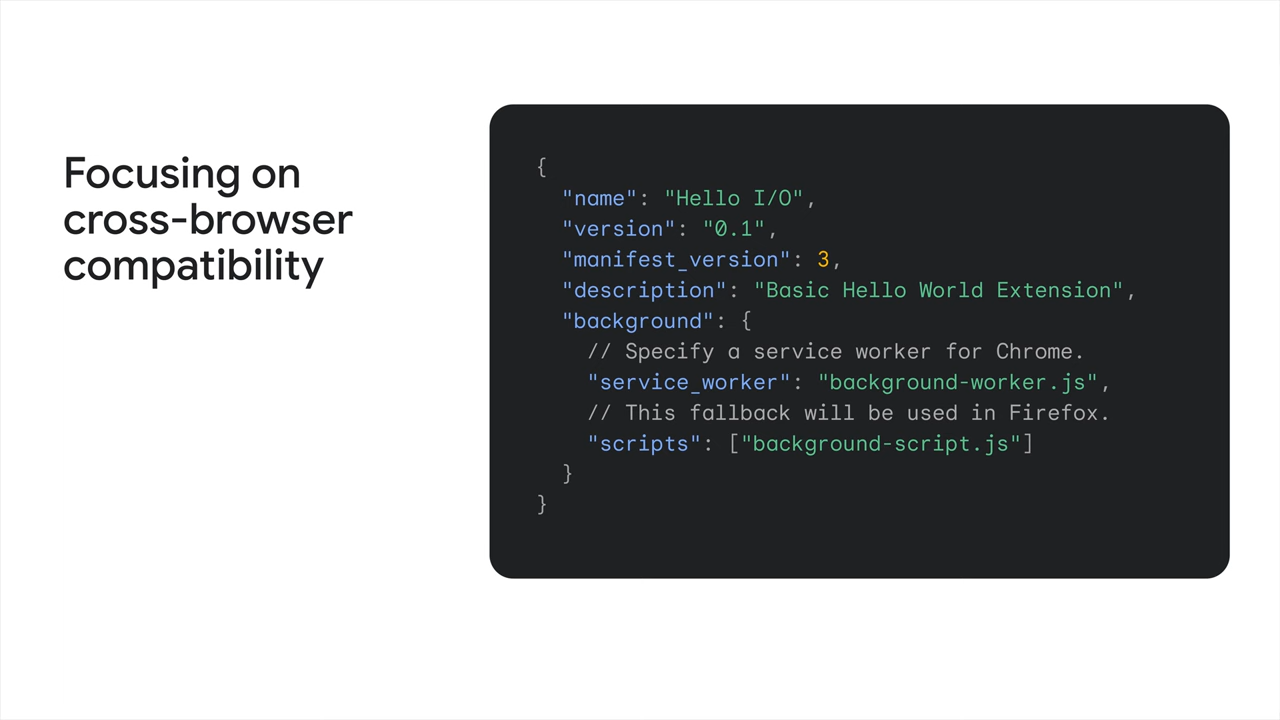 Focusing on
cross-browser
compatibility
{
  "name": "Hello I/O",
  "version": "0.1",
  "manifest_version": 3,
  "description": "Basic Hello World Extension",
  "background": {
    // Specify a service worker for Chrome.
    "service_worker": "background-worker.js",
    // This fallback will be used in Firefox.
    "scripts": ["background-script.js"]
  }
}